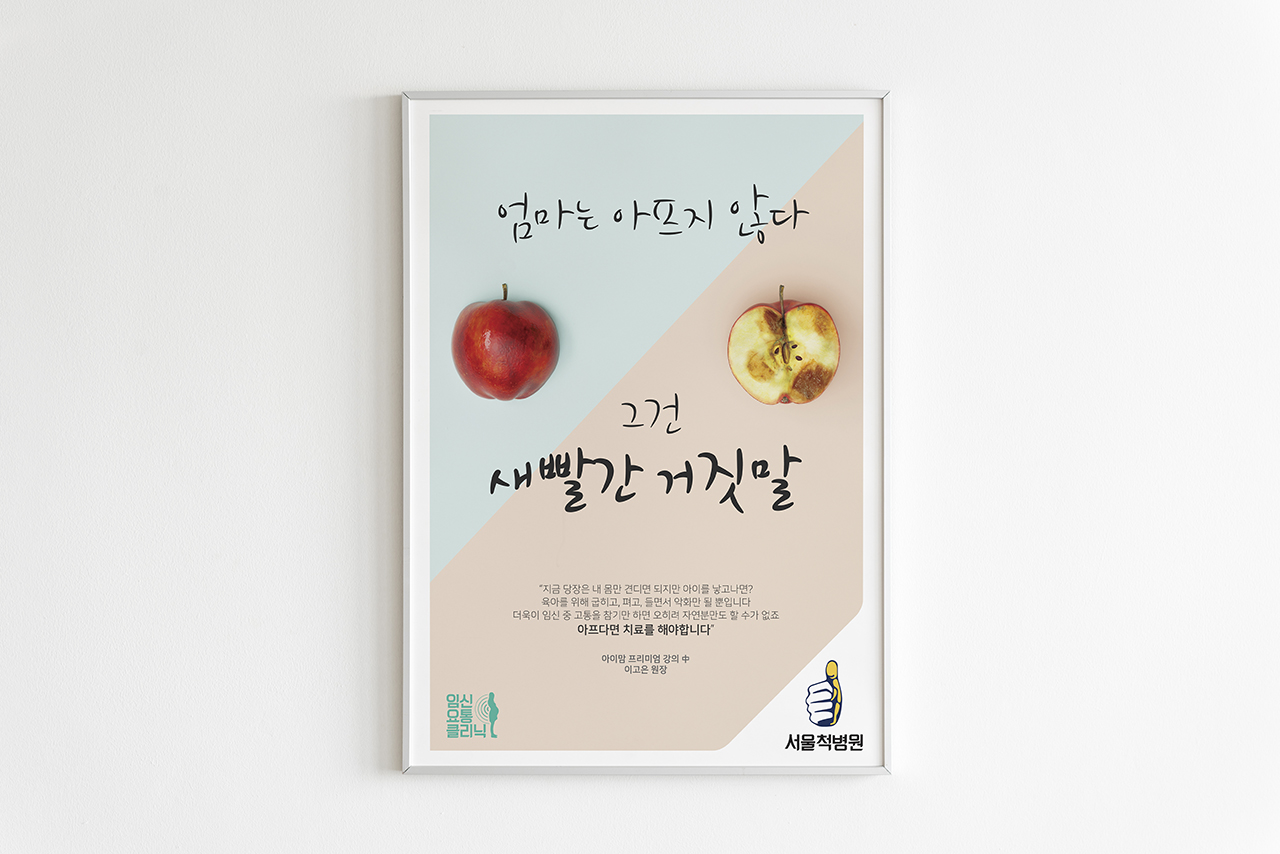 엄마는 아프지 않다
그건
새빨간 거짓말
"지금 당장은 내 몸만 견디면 되지만 아이를 낳고나면?
육아를 위해 굽히고, 펴고, 들면서 악화만 될 뿐입니다
더욱이 임신 중 고통을 참기만 하면 오히려 자연분만도 할 수가 없죠
아프다면 치료를 해야합니다"
아이맘 프리미엄 강의 中
이고은 원장
임신
요통
클리닉
서울척병원